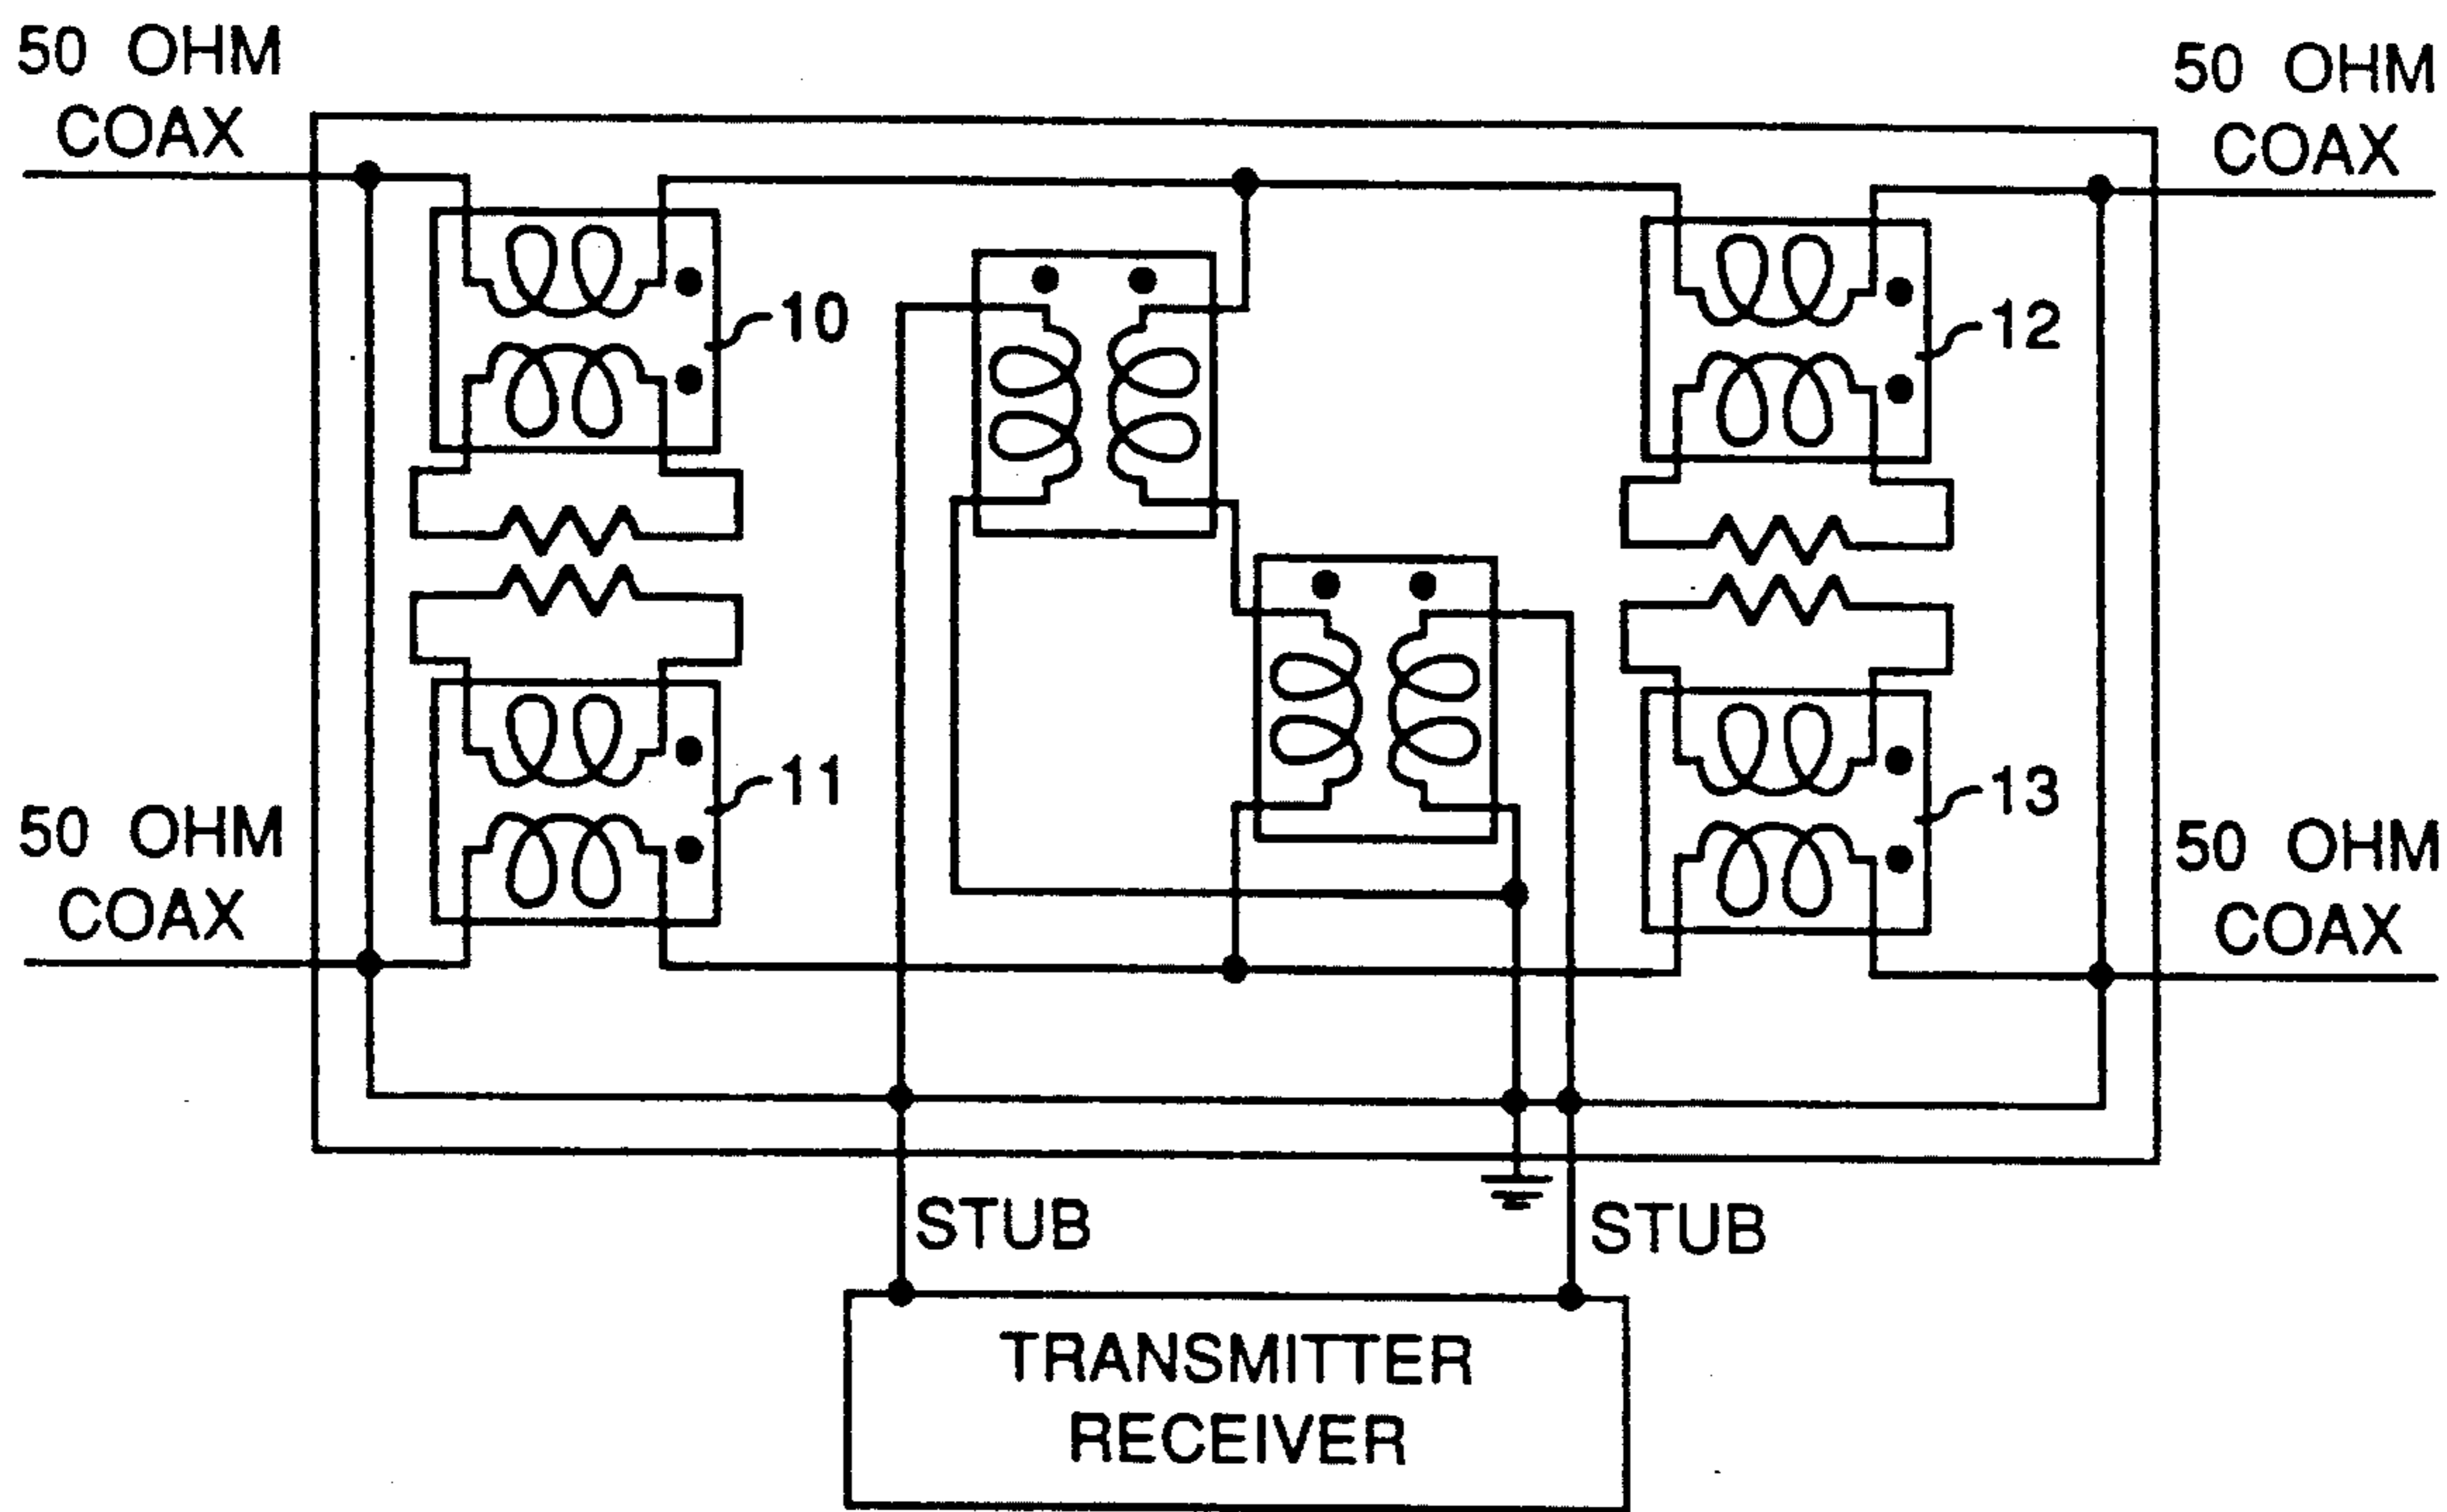 50 OHM
COAX
50 OHM
COAX
10
12
11
13
50 OHM
COAX
50 OHM
COAX
STUB
STUB
TRANSMITTER
RECEIVER